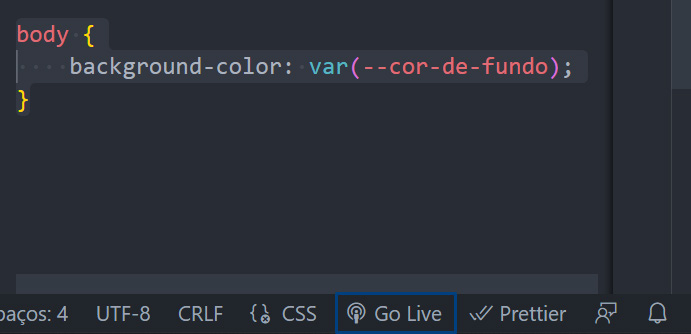 body {
    background-color: var(--cor-de-fundo);
}
paços: 4 UTF-8 CRLF {} CSS Go Live Prettier